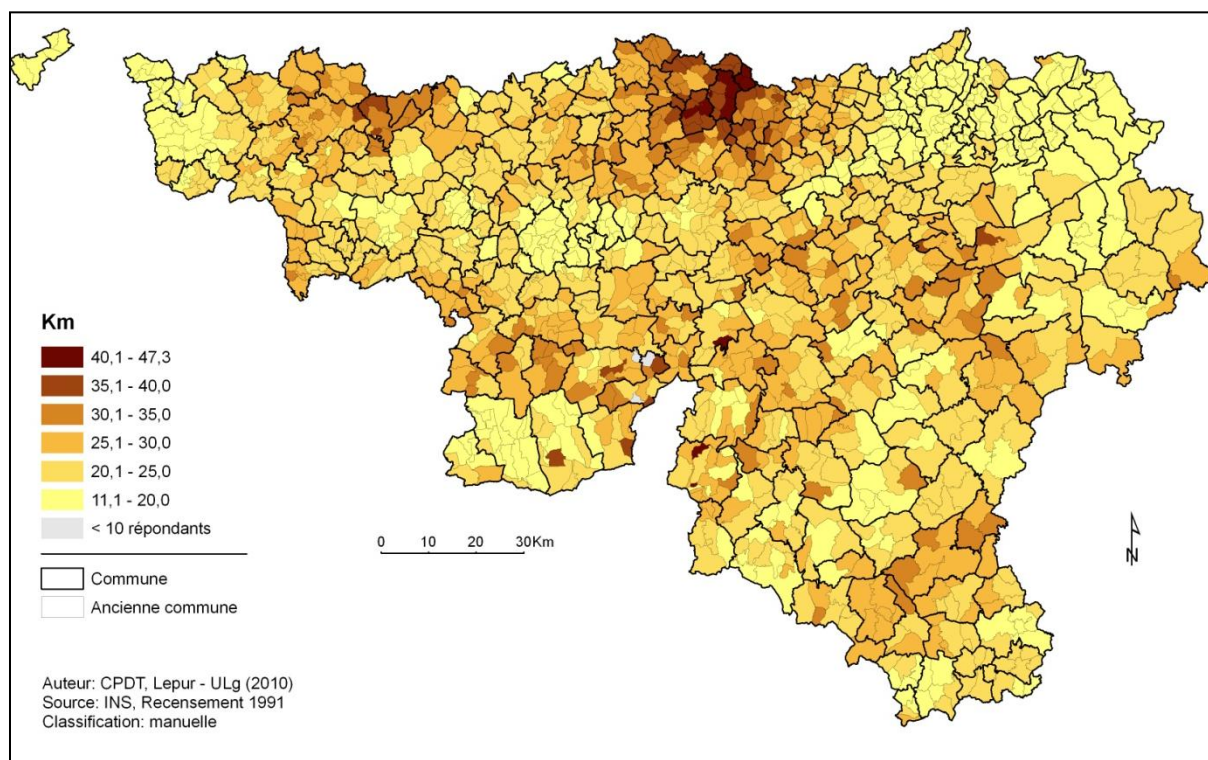 Km
40,1 - 47,3
35,1 - 40,0
30,1 - 35,0
25,1 - 30,0
20,1 - 25,0
11,1 - 20,0
< 10 répondants
0 10 20 30Km
Commune
Ancienne commune
N
Auteur: CPDT, Lepur - ULg (2010)
Source: INS, Recensement 1991
Classification: manuelle